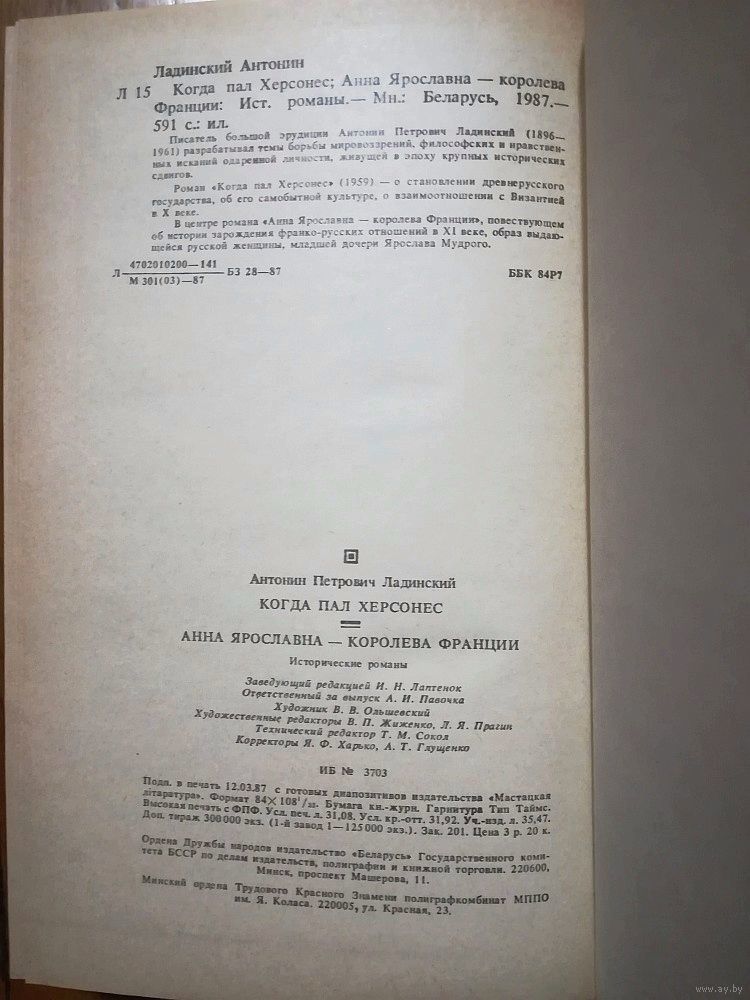 Ладинский Антонин
Л 15 Когда пал Херсонес; Анна Ярославна — королева
Франции: Ист. романы.— Мн.: Беларусь, 1987.—
591 с.: ил.
Писатель большой эрудиции Антонин Петрович Ладинский (1896—
1961) разрабатывал темы борьбы мировоззрений, философских и нравствен-
ных исканий одаренной личности, живущей в эпоху крупных исторических
сдвигов.
Роман «Когда пал Херсонес» (1959) — о становлении древнерусского
государства, об его самобытной культуре, о взаимоотношении с Византией
в X веке.
В центре романа «Анна Ярославна — королева Франции», повествующем
об истории зарождения франко-русских отношений в XI веке, образ выдаю-
щейся русской женщины, младшей дочери Ярослава Мудрого.
4702010200—141
Л БЗ 28—87 ББК 84Р7
М 301(03)—87
Антонин Петрович Ладинский
КОГДА ПАЛ ХЕРСОНЕС
АННА ЯРОСЛАВНА — КОРОЛЕВА ФРАНЦИИ
Исторические романы
Заведующий редакцией И. Н. Лаптенок
Ответственный за выпуск А. И. Павочка
Художник В. В. Ольшевский
Художественные редакторы В. П. Жиженко, Л. Я. Прагин
Технический редактор Т. М. Сокол
Корректоры Я. Ф. Харько, А. Т. Глущенко
ИБ № 3703
Подп. в печать 12.03.87 с готовых диапозитивов издательства «Мастацкая
літаратура». Формат 84×108¹/₃₂. Бумага кн.-журн. Гарнитура Тип Таймс.
Высокая печать с ФПФ. Усл. печ. л. 31,08. Усл. кр.-отт. 31,92. Уч.-изд. л. 35,47.
Доп. тираж 300 000 экз. (1-й завод 1—125 000 экз.). Зак. 201. Цена 3 р. 20 к.
Ордена Дружбы народов издательство «Беларусь» Государственного коми-
тета БССР по делам издательств, полиграфии и книжной торговли. 220600,
Минск, проспект Машерова, 11.
Минский ордена Трудового Красного Знамени полиграфкомбинат МППО
им. Я. Коласа. 220005, ул. Красная, 23.
www.ay.by